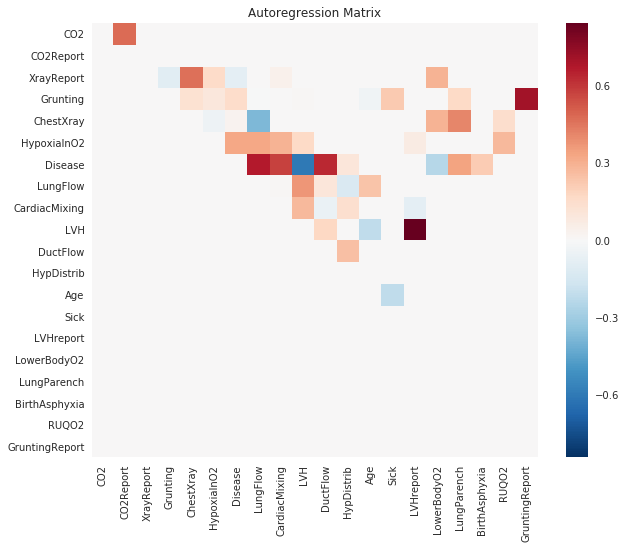 Autoregression Matrix
CO2
CO2Report
XrayReport
Grunting
ChestXray
HypoxiaInO2
Disease
LungFlow
CardiacMixing
LVH
DuctFlow
HypDistrib
Age
Sick
LVHreport
LowerBodyO2
LungParench
BirthAsphyxia
RUQO2
GruntingReport
CO2
CO2Report
XrayReport
Grunting
ChestXray
HypoxiaInO2
Disease
LungFlow
CardiacMixing
LVH
DuctFlow
HypDistrib
Age
Sick
LVHreport
LowerBodyO2
LungParench
BirthAsphyxia
RUQO2
GruntingReport
0.6
0.3
0.0
−0.3
−0.6